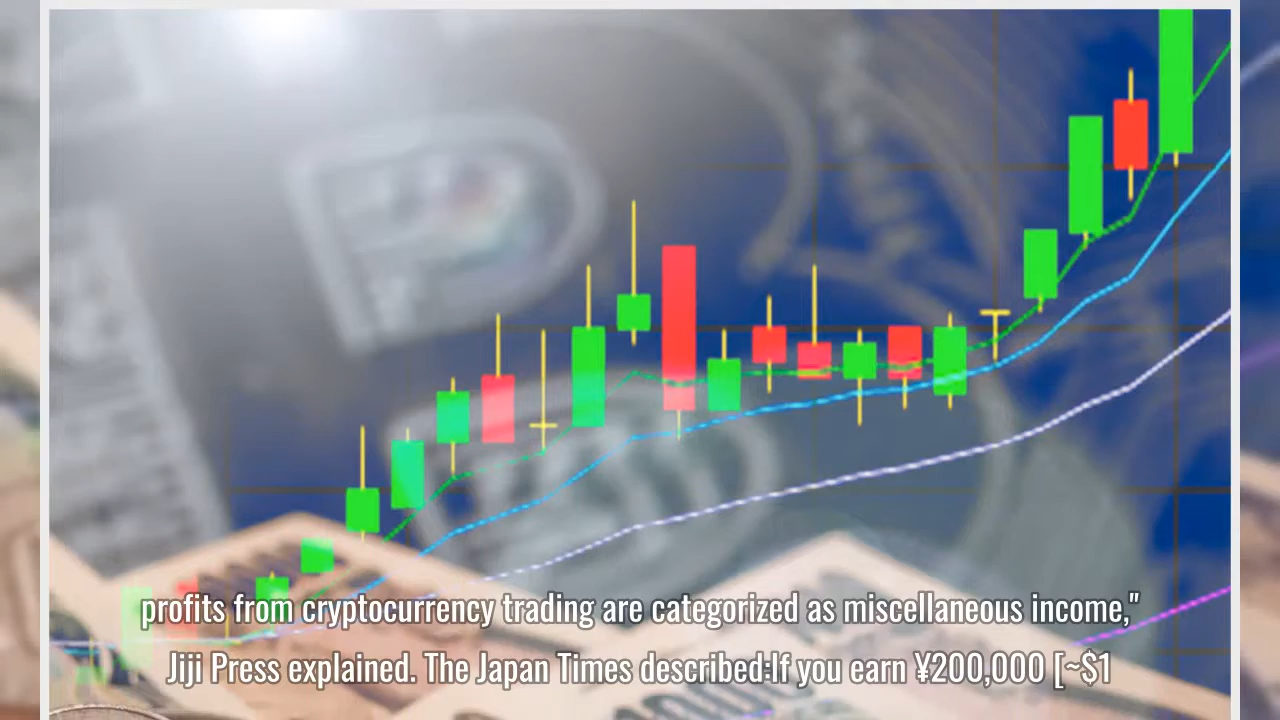 profits from cryptocurrency trading are categorized as miscellaneous income,"
Jiji Press explained. The Japan Times described:If you earn ¥200,000 [~$1